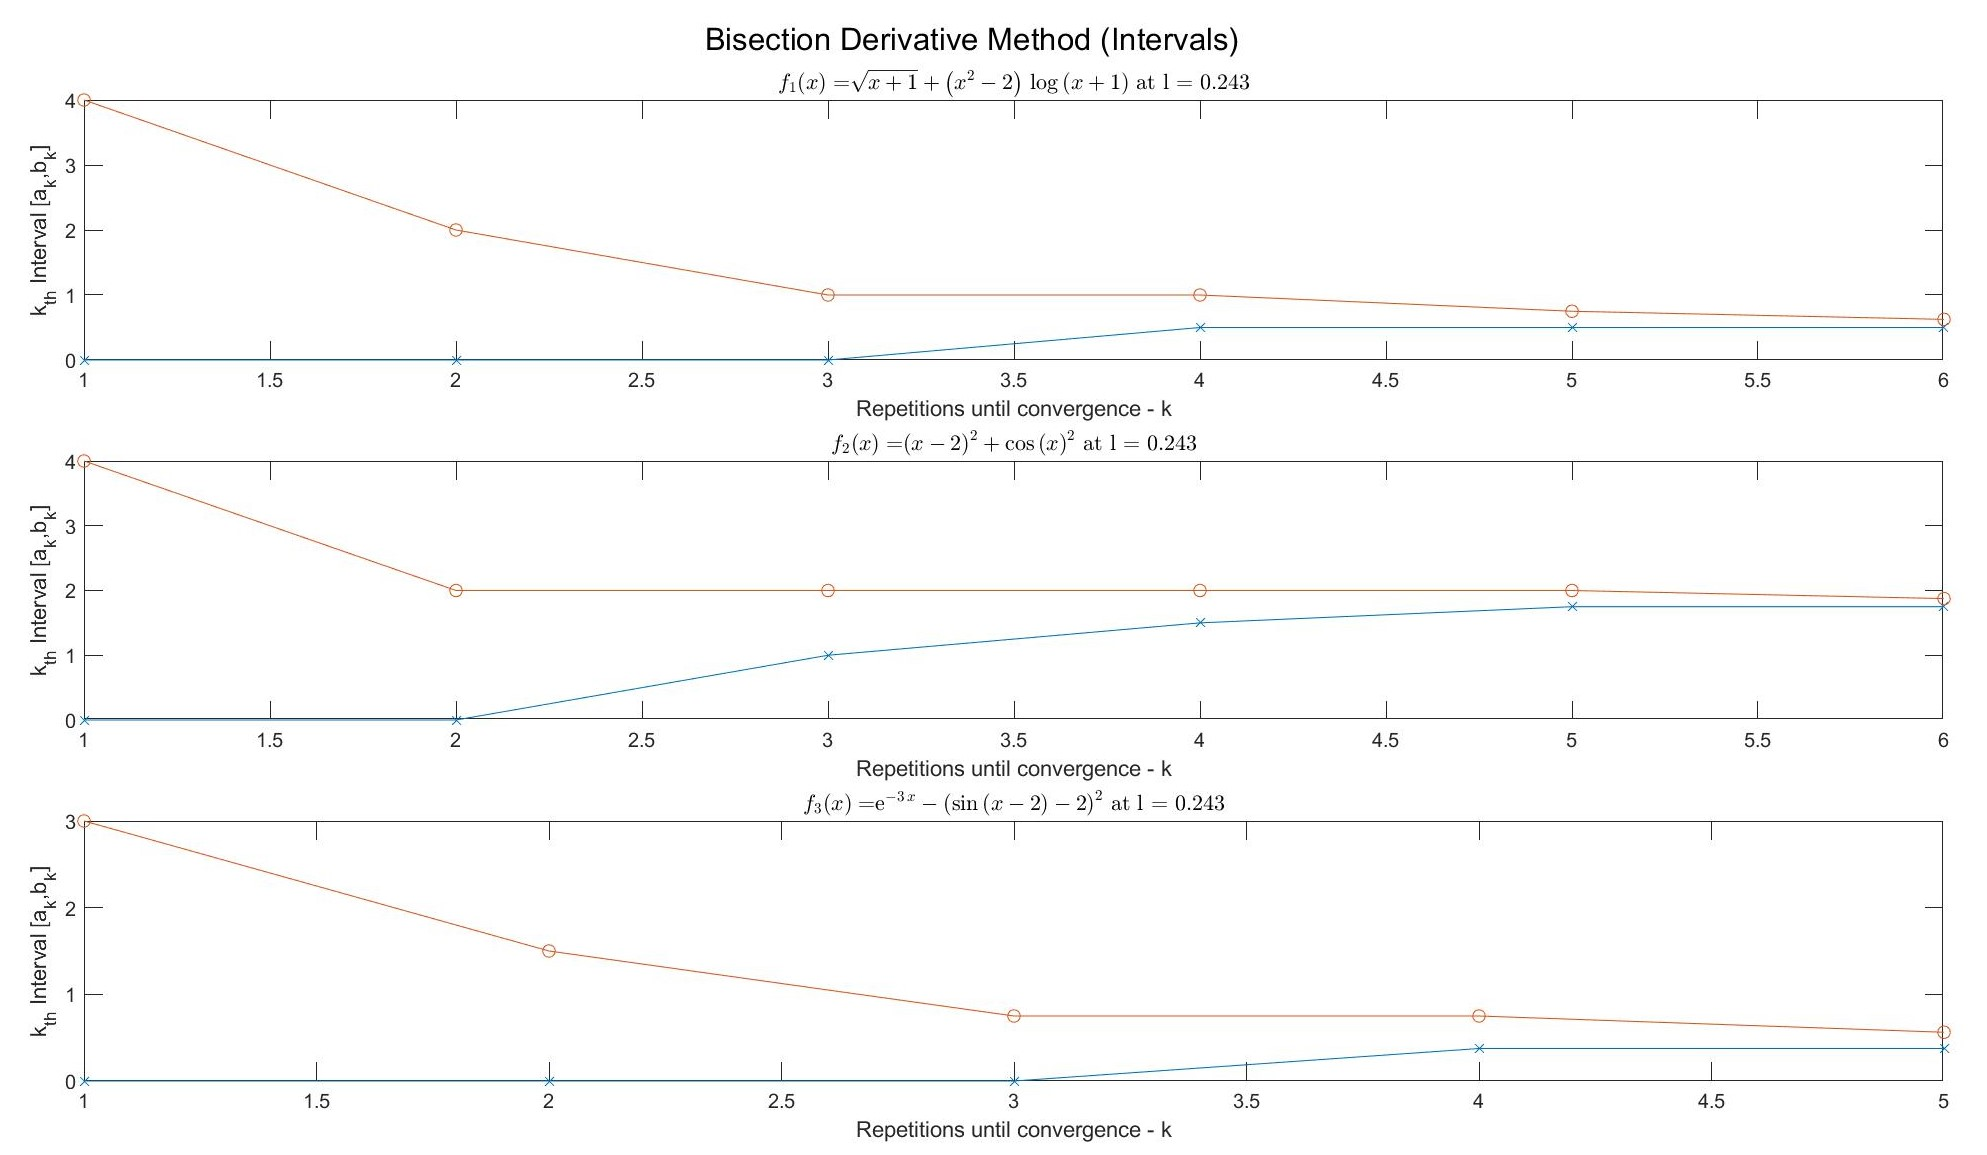 Bisection Derivative Method (Intervals)
f₁(x) =√(x + 1) + (x² − 2) log (x + 1) at l = 0.243
4
3
2
1
0
k_th Interval [a_k,b_k]
1 1.5 2 2.5 3 3.5 4 4.5 5 5.5 6
Repetitions until convergence - k
f₂(x) =(x − 2)² + cos (x)² at l = 0.243
4
3
2
1
0
k_th Interval [a_k,b_k]
1 1.5 2 2.5 3 3.5 4 4.5 5 5.5 6
Repetitions until convergence - k
f₃(x) =e^(−3 x) − (sin (x − 2) − 2)² at l = 0.243
3
2
1
0
k_th Interval [a_k,b_k]
1 1.5 2 2.5 3 3.5 4 4.5 5
Repetitions until convergence - k